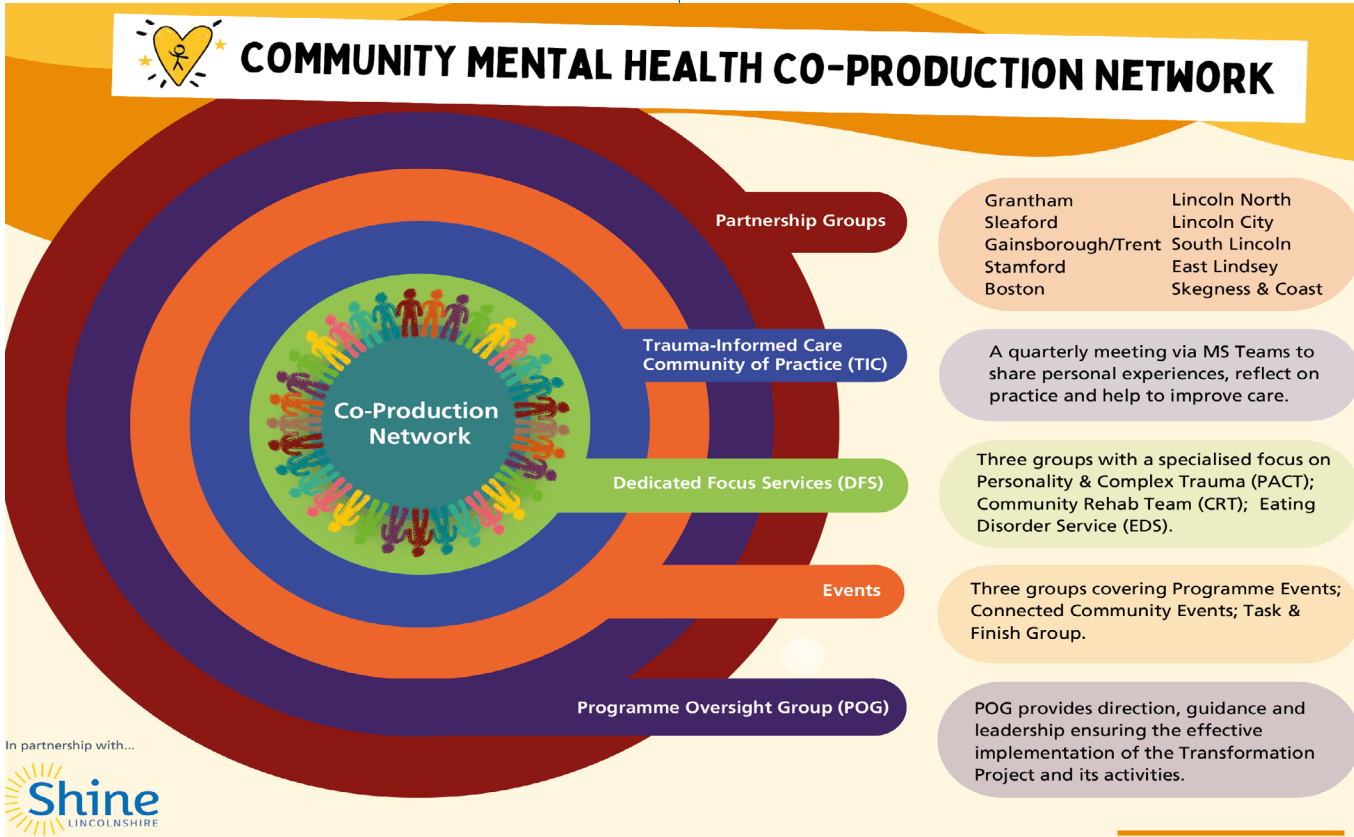 COMMUNITY MENTAL HEALTH CO-PRODUCTION NETWORK
Partnership Groups
Grantham
Sleaford
Gainsborough/Trent
Stamford
Boston
Lincoln North
Lincoln City
South Lincoln
East Lindsey
Skegness & Coast
Trauma-Informed Care
Community of Practice (TIC)
A quarterly meeting via MS Teams to
share personal experiences, reflect on
practice and help to improve care.
Co-Production
Network
Dedicated Focus Services (DFS)
Three groups with a specialised focus on
Personality & Complex Trauma (PACT);
Community Rehab Team (CRT); Eating
Disorder Service (EDS).
Events
Three groups covering Programme Events;
Connected Community Events; Task &
Finish Group.
Programme Oversight Group (POG)
POG provides direction, guidance and
leadership ensuring the effective
implementation of the Transformation
Project and its activities.
In partnership with...
Shine
LINCOLNSHIRE